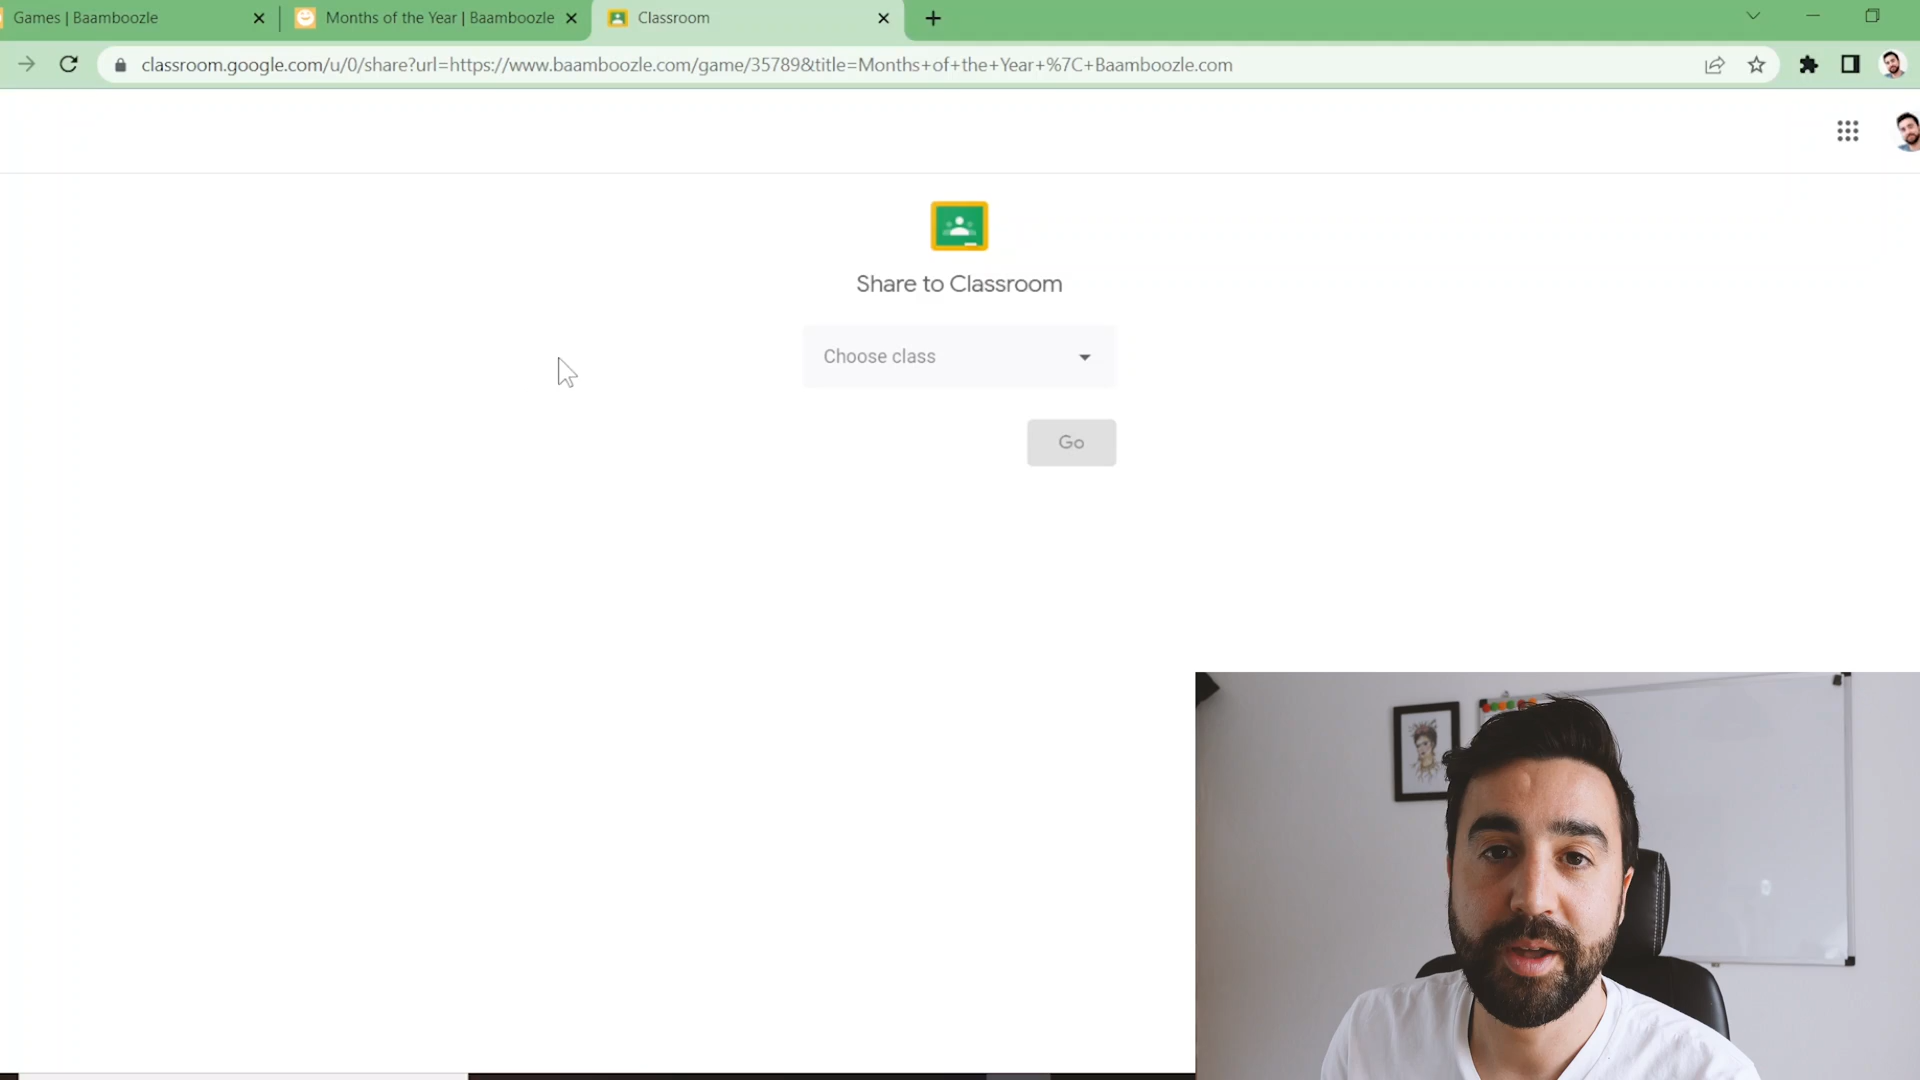 Games | Baamboozle
Months of the Year | Baamboozle
Classroom
classroom.google.com/u/0/share?url=https://www.baamboozle.com/game/35789&title=Months+of+the+Year+%7C+Baamboozle.com
Share to Classroom
Choose class
Go